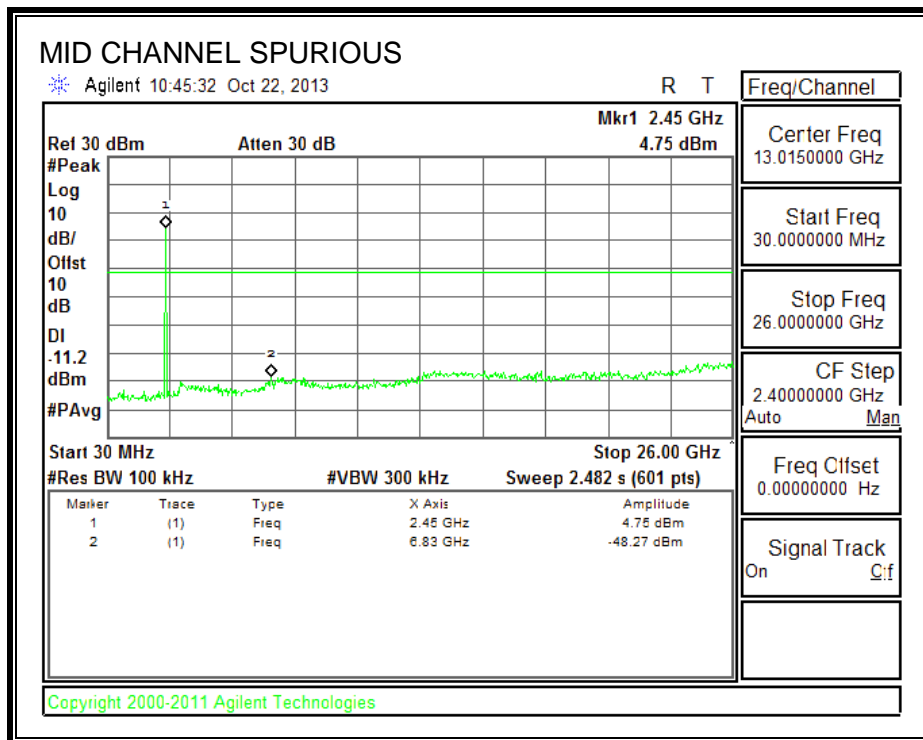 MID CHANNEL SPURIOUS
Agilent 10:45:32 Oct 22, 2013 R T
Mkr1 2.45 GHz
Ref 30 dBm Atten 30 dB 4.75 dBm
#Peak
Log
10
dB/
Offst
10
dB
DI
-11.2
dBm
#PAvg
1
2
Start 30 MHz Stop 26.00 GHz
#Res BW 100 kHz #VBW 300 kHz Sweep 2.482 s (601 pts)
Marker Trace Type X Axis Amplitude
1 (1) Freq 2.45 GHz 4.75 dBm
2 (1) Freq 6.83 GHz -48.27 dBm
Copyright 2000-2011 Agilent Technologies
Freq/Channel
Center Freq
13.0150000 GHz
Start Freq
30.0000000 MHz
Stop Freq
26.0000000 GHz
CF Step
2.40000000 GHz
Auto Man
Freq Offset
0.00000000 Hz
Signal Track
On Off